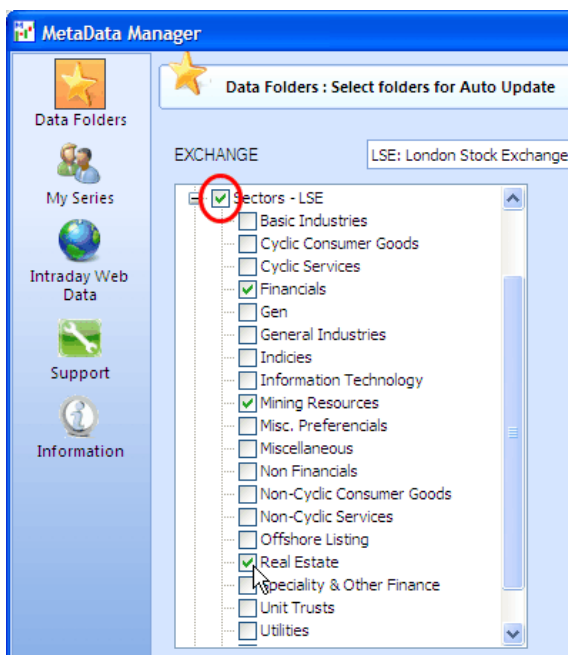 MetaData Manager
Data Folders : Select folders for Auto Update
Data Folders
My Series
Intraday Web
Data
Support
Information
EXCHANGE
LSE: London Stock Exchange
Sectors - LSE
Basic Industries
Cyclic Consumer Goods
Cyclic Services
Financials
Gen
General Industries
Indicies
Information Technology
Mining Resources
Misc. Preferencials
Miscellaneous
Non Financials
Non-Cyclic Consumer Goods
Non-Cyclic Services
Offshore Listing
Real Estate
Speciality & Other Finance
Unit Trusts
Utilities